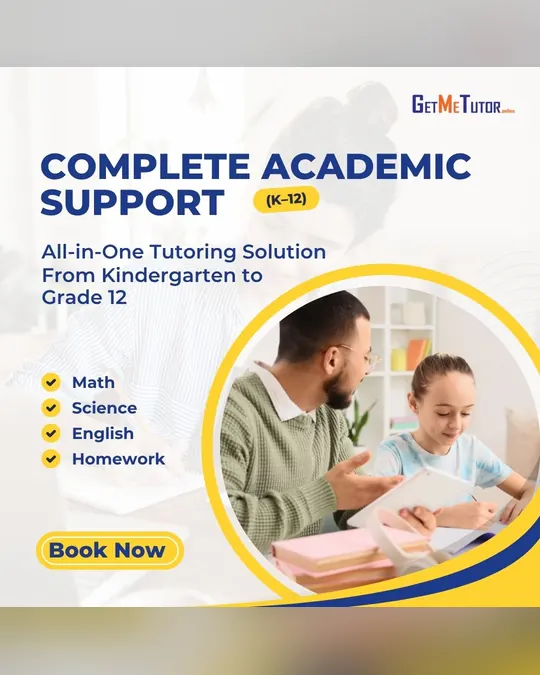 GETMETUTOR.online
COMPLETE ACADEMIC
SUPPORT
(K–12)
All-in-One Tutoring Solution
From Kindergarten to
Grade 12
Math
Science
English
Homework
Book Now